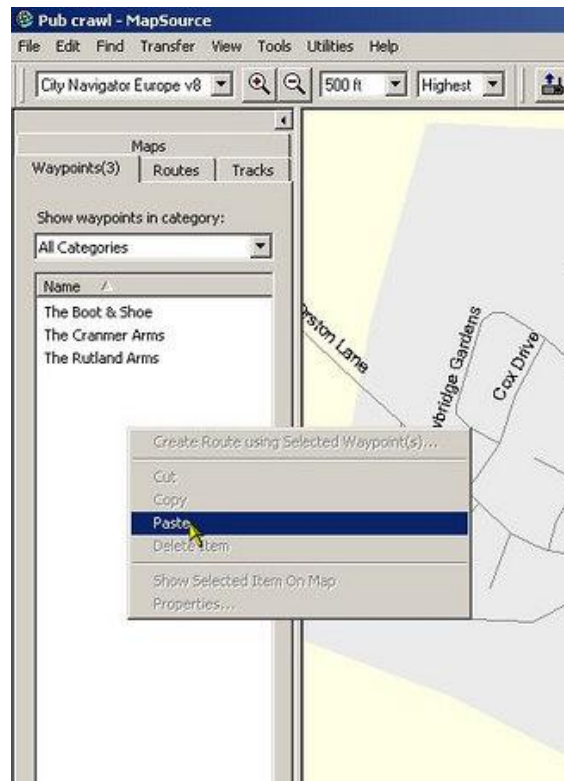 Pub crawl - MapSource
File Edit Find Transfer View Tools Utilities Help
City Navigator Europe v8 500 ft Highest
Maps
Waypoints(3) Routes Tracks
Show waypoints in category:
All Categories
Name
The Boot & Shoe
The Cranmer Arms
The Rutland Arms
Create Route using Selected Waypoint(s)...
Cut
Copy
Paste
Delete Item
Show Selected Item On Map
Properties...
Lane
Gardens
Cox Drive